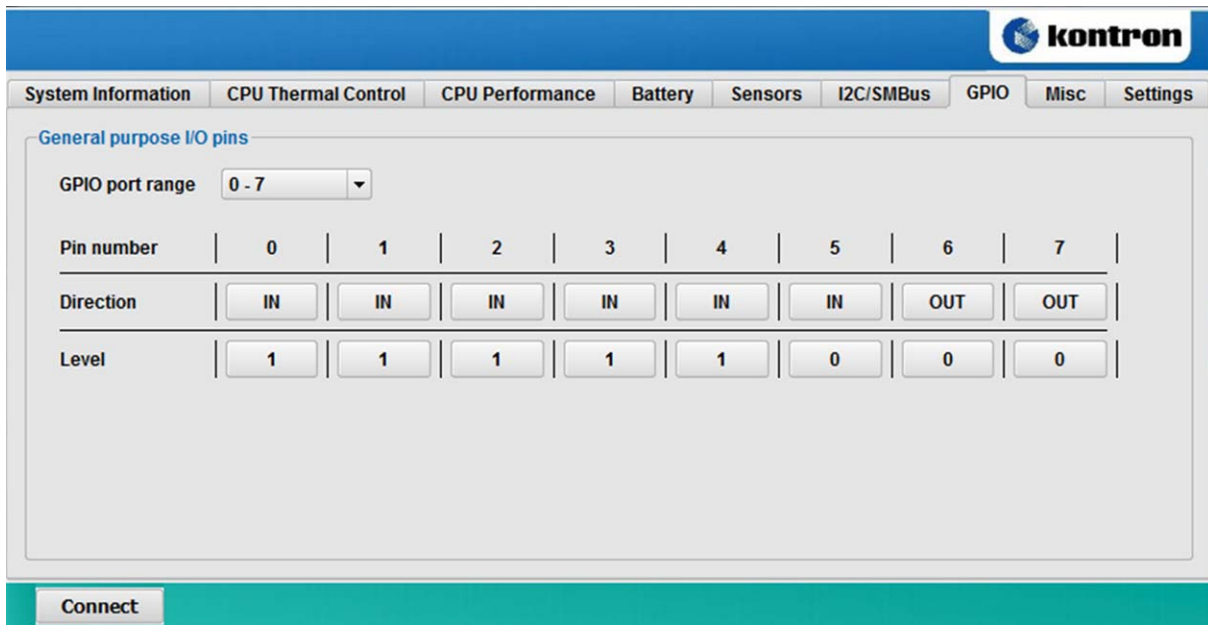 kontron
System Information CPU Thermal Control CPU Performance Battery Sensors I2C/SMBus GPIO Misc Settings
General purpose I/O pins
GPIO port range 0 - 7
Pin number 0 1 2 3 4 5 6 7
Direction IN IN IN IN IN IN OUT OUT
Level 1 1 1 1 1 0 0 0
Connect